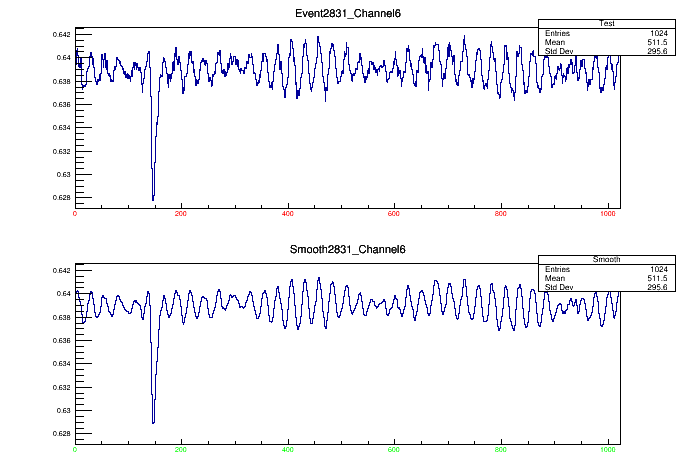 Event2831_Channel6
Test
Entries 1024
Mean 511.5
Std Dev 295.6
0.642
0.64
0.638
0.636
0.634
0.632
0.63
0.628
0 200 400 600 800 1000
Smooth2831_Channel6
Smooth
Entries 1024
Mean 511.5
Std Dev 295.6
0.642
0.64
0.638
0.636
0.634
0.632
0.63
0.628
0 200 400 600 800 1000